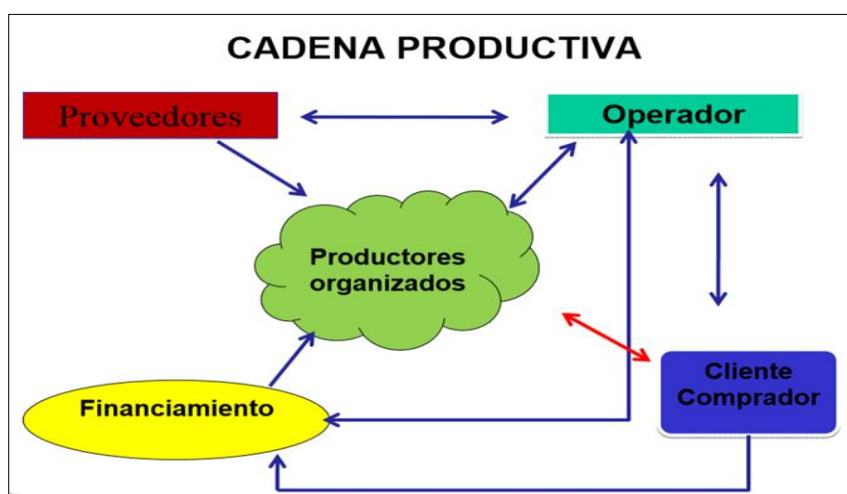 CADENA PRODUCTIVA
Proveedores
Operador
Productores
organizados
Financiamiento
Cliente
Comprador